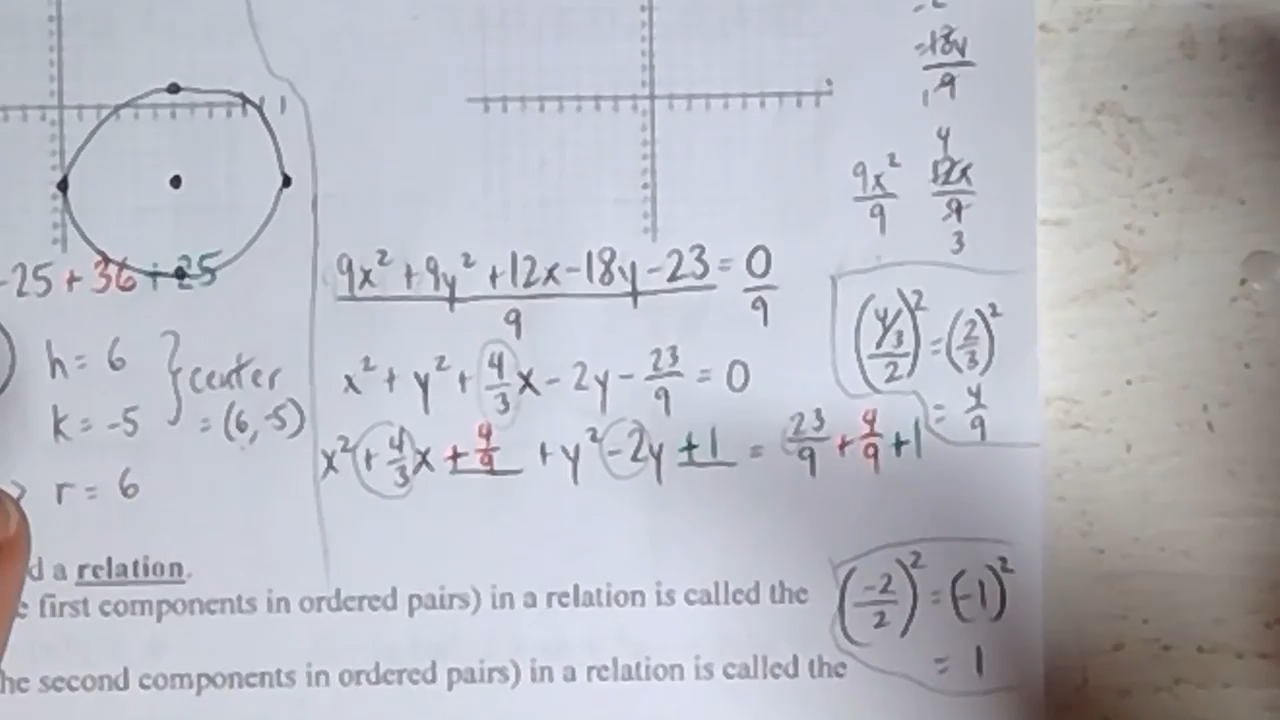 -25 + 36 + 25
h = 6
k = -5
} center = (6, -5)
r = 6
9x² + 9y² + 12x - 18y - 23 = 0
9 9
x² + y² + 4/3 x - 2y - 23/9 = 0
x² + 4/3 x + 4/9 + y² - 2y + 1 = 23/9 + 4/9 + 1
-18y
9
9x²/9 12x/9
4
3
(4/3/2)² = (2/3)²
= 4/9
(-2/2)² = (-1)²
= 1
d a relation.
e first components in ordered pairs) in a relation is called the
he second components in ordered pairs) in a relation is called the